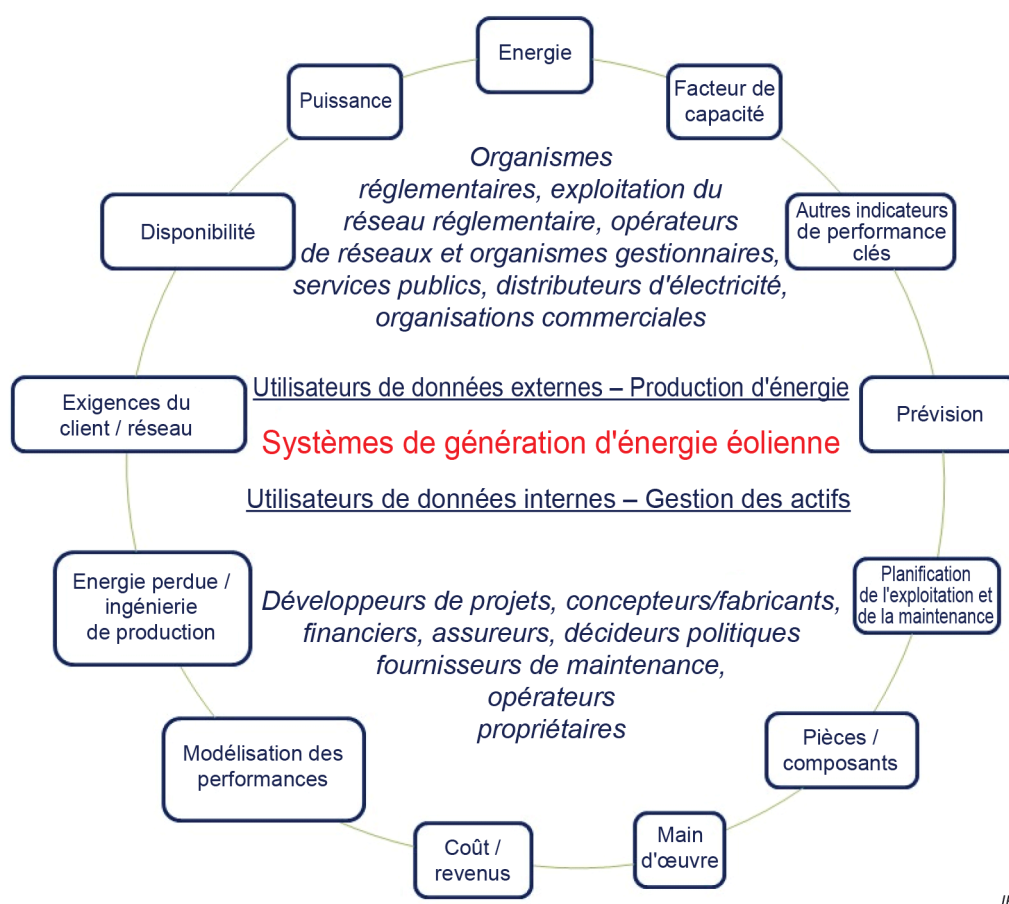 Energie
Puissance
Facteur de
capacité
Organismes
réglementaires, exploitation du
réseau réglementaire, opérateurs
de réseaux et organismes gestionnaires,
services publics, distributeurs d'électricité,
organisations commerciales
Disponibilité
Autres indicateurs
de performance
clés
Exigences du
client / réseau
Utilisateurs de données externes – Production d'énergie
Systèmes de génération d'énergie éolienne
Utilisateurs de données internes – Gestion des actifs
Prévision
Energie perdue /
ingénierie
de production
Développeurs de projets, concepteurs/fabricants,
financiers, assureurs, décideurs politiques
fournisseurs de maintenance,
opérateurs
propriétaires
Planification
de l'exploitation et
de la maintenance
Modélisation des
performances
Pièces /
composants
Coût /
revenus
Main
d'œuvre